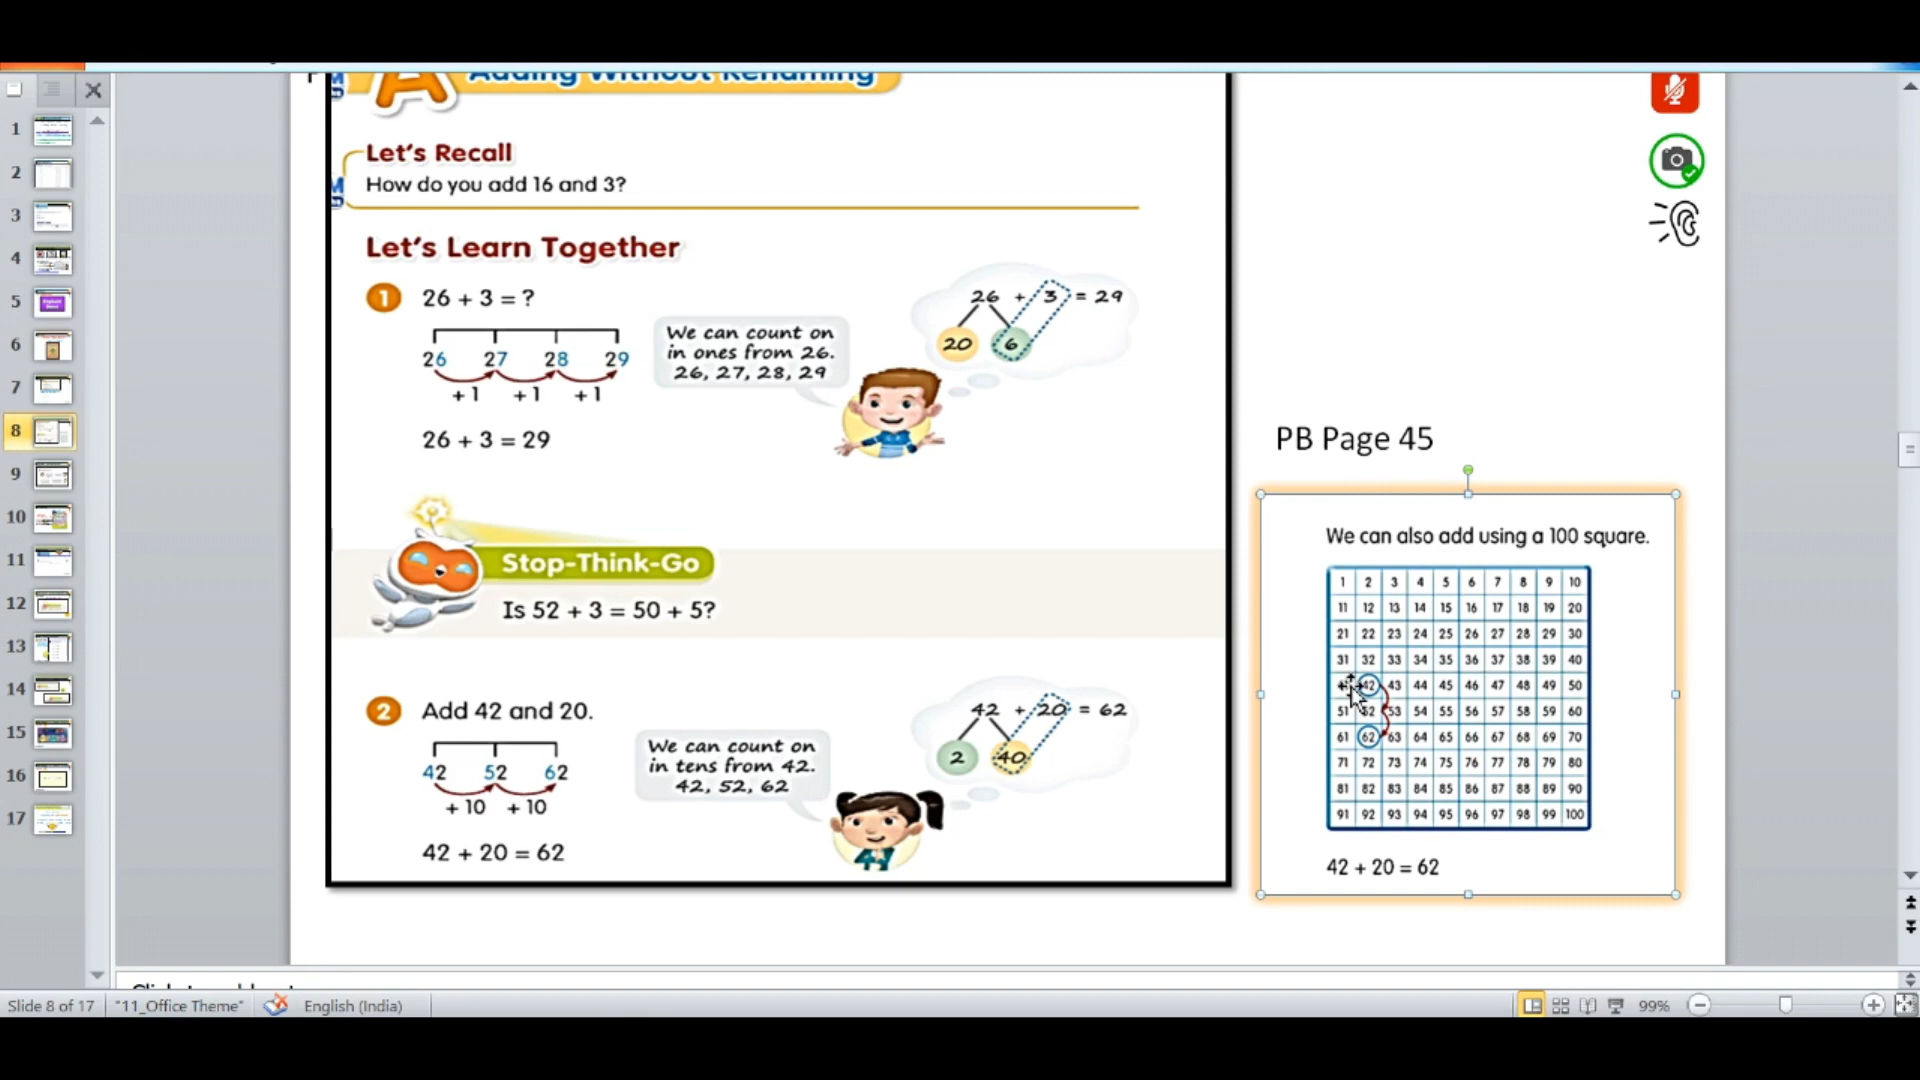 Adding Without Renaming
Let's Recall
How do you add 16 and 3?
Let's Learn Together
1 26 + 3 = ?
26 27 28 29
+1 +1 +1
26 + 3 = 29
We can count on
in ones from 26.
26, 27, 28, 29
26 + 3 = 29
20 6
Stop-Think-Go
Is 52 + 3 = 50 + 5?
2 Add 42 and 20.
42 52 62
+ 10 + 10
42 + 20 = 62
We can count on
in tens from 42.
42, 52, 62
42 + 20 = 62
2 40
PB Page 45
We can also add using a 100 square.
1 2 3 4 5 6 7 8 9 10
11 12 13 14 15 16 17 18 19 20
21 22 23 24 25 26 27 28 29 30
31 32 33 34 35 36 37 38 39 40
42 43 44 45 46 47 48 49 50
51 52 53 54 55 56 57 58 59 60
61 62 63 64 65 66 67 68 69 70
71 72 73 74 75 76 77 78 79 80
81 82 83 84 85 86 87 88 89 90
91 92 93 94 95 96 97 98 99 100
42 + 20 = 62
1
2
3
4
5
6
7
8
9
10
11
12
13
14
15
16
17
Slide 8 of 17 "11_Office Theme" English (India) 99%